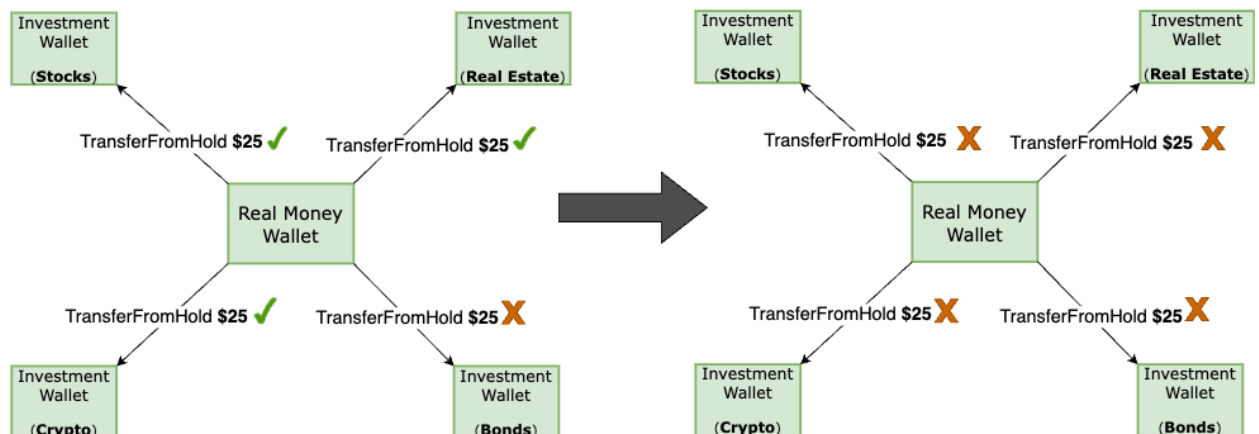 Investment
Wallet
(Stocks)
Investment
Wallet
(Real Estate)
TransferFromHold $25
TransferFromHold $25
Real Money
Wallet
TransferFromHold $25
TransferFromHold $25
Investment
Wallet
(Crypto)
Investment
Wallet
(Bonds)
Investment
Wallet
(Stocks)
Investment
Wallet
(Real Estate)
TransferFromHold $25
TransferFromHold $25
Real Money
Wallet
TransferFromHold $25
TransferFromHold $25
Investment
Wallet
(Crypto)
Investment
Wallet
(Bonds)